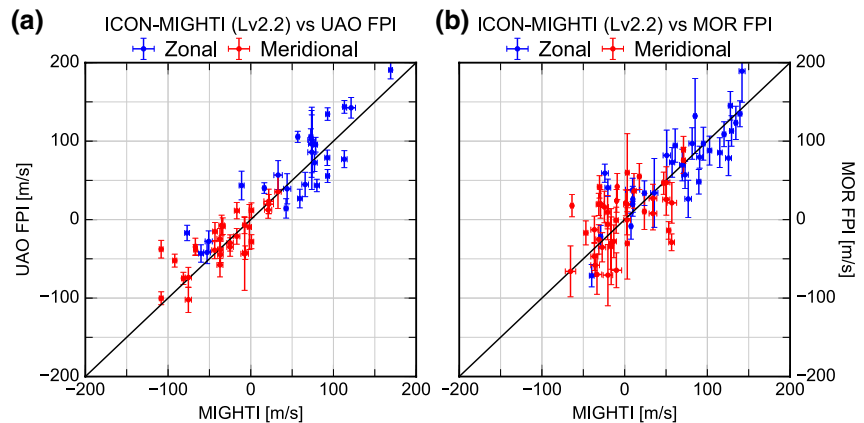 (a) ICON-MIGHTI (Lv2.2) vs UAO FPI
Zonal Meridional
200
100
0
−100
−200
UAO FPI [m/s]
−200 −100 0 100 200
MIGHTI [m/s]
(b) ICON-MIGHTI (Lv2.2) vs MOR FPI
Zonal Meridional
200
100
0
−100
−200
MOR FPI [m/s]
−200 −100 0 100 200
MIGHTI [m/s]